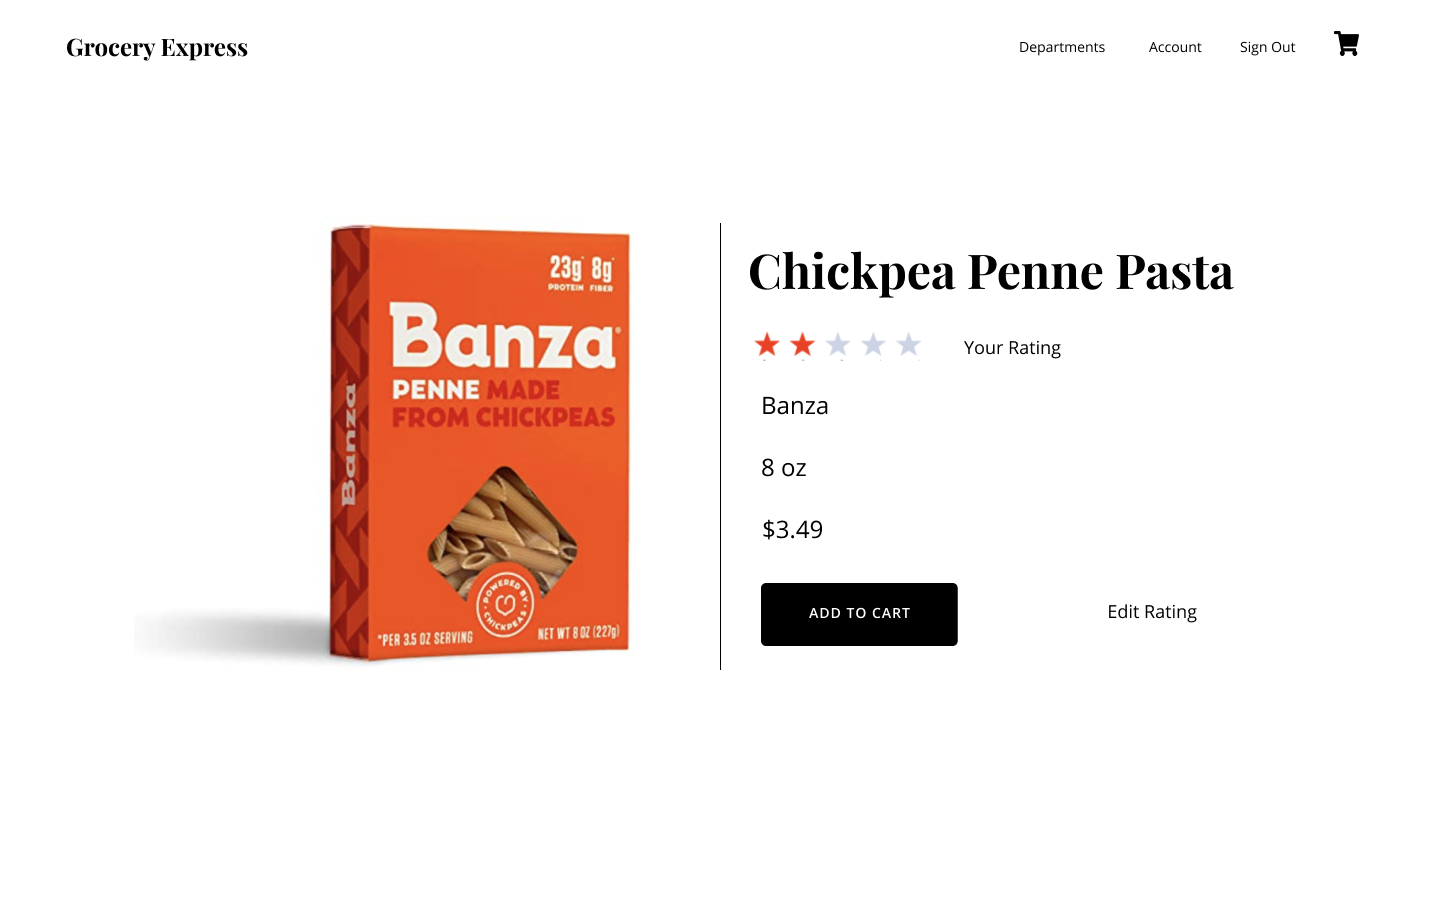 Grocery Express
Departments Account Sign Out
23g* 8g*
PROTEIN FIBER
Banza®
PENNE MADE
FROM CHICKPEAS
Banza
POWERED BY
CHICKPEAS
*PER 3.5 OZ SERVING
NET WT 8 OZ (227g)
Chickpea Penne Pasta
Your Rating
Banza
8 oz
$3.49
ADD TO CART
Edit Rating